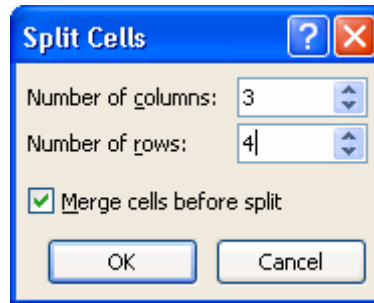 Split Cells ?
Number of columns: 3
Number of rows: 4
Merge cells before split
OK Cancel